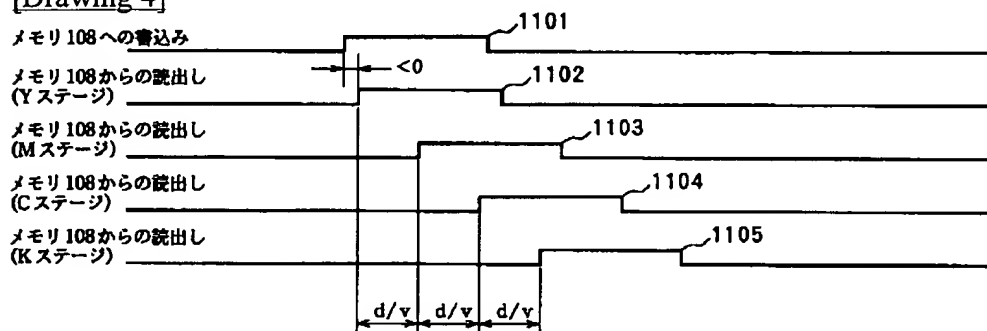 [Drawing 4]
メモリ108への書込み
1101
<0
メモリ108からの読出し
(Yステージ)
1102
メモリ108からの読出し
(Mステージ)
1103
メモリ108からの読出し
(Cステージ)
1104
メモリ108からの読出し
(Kステージ)
1105
d/v d/v d/v